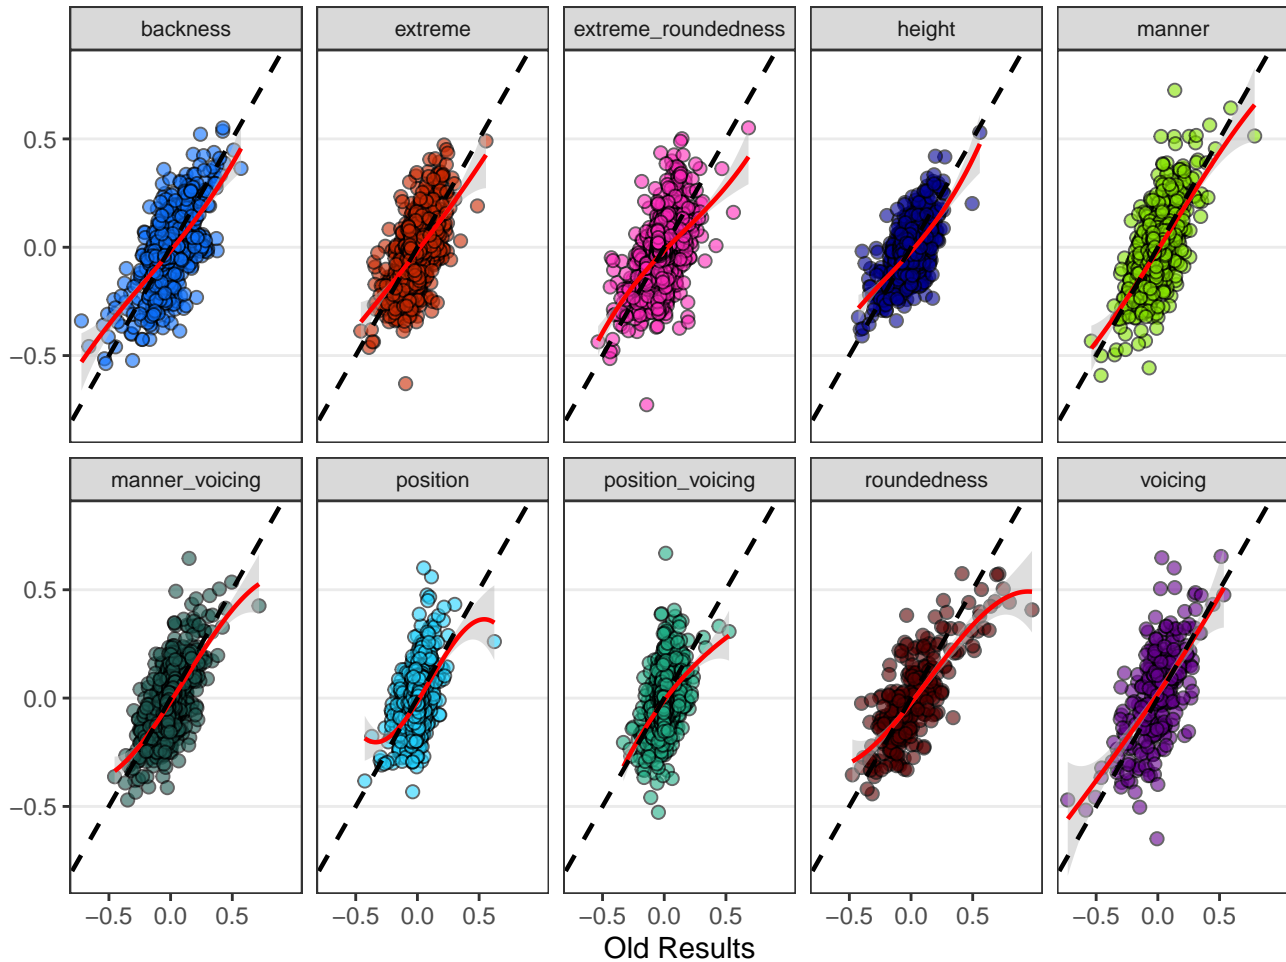 backness extreme extreme_roundedness height manner
0.5
0.0
−0.5
manner_voicing position position_voicing roundedness voicing
0.5
0.0
−0.5
−0.5 0.0 0.5 −0.5 0.0 0.5 −0.5 0.0 0.5 −0.5 0.0 0.5 −0.5 0.0 0.5
Old Results